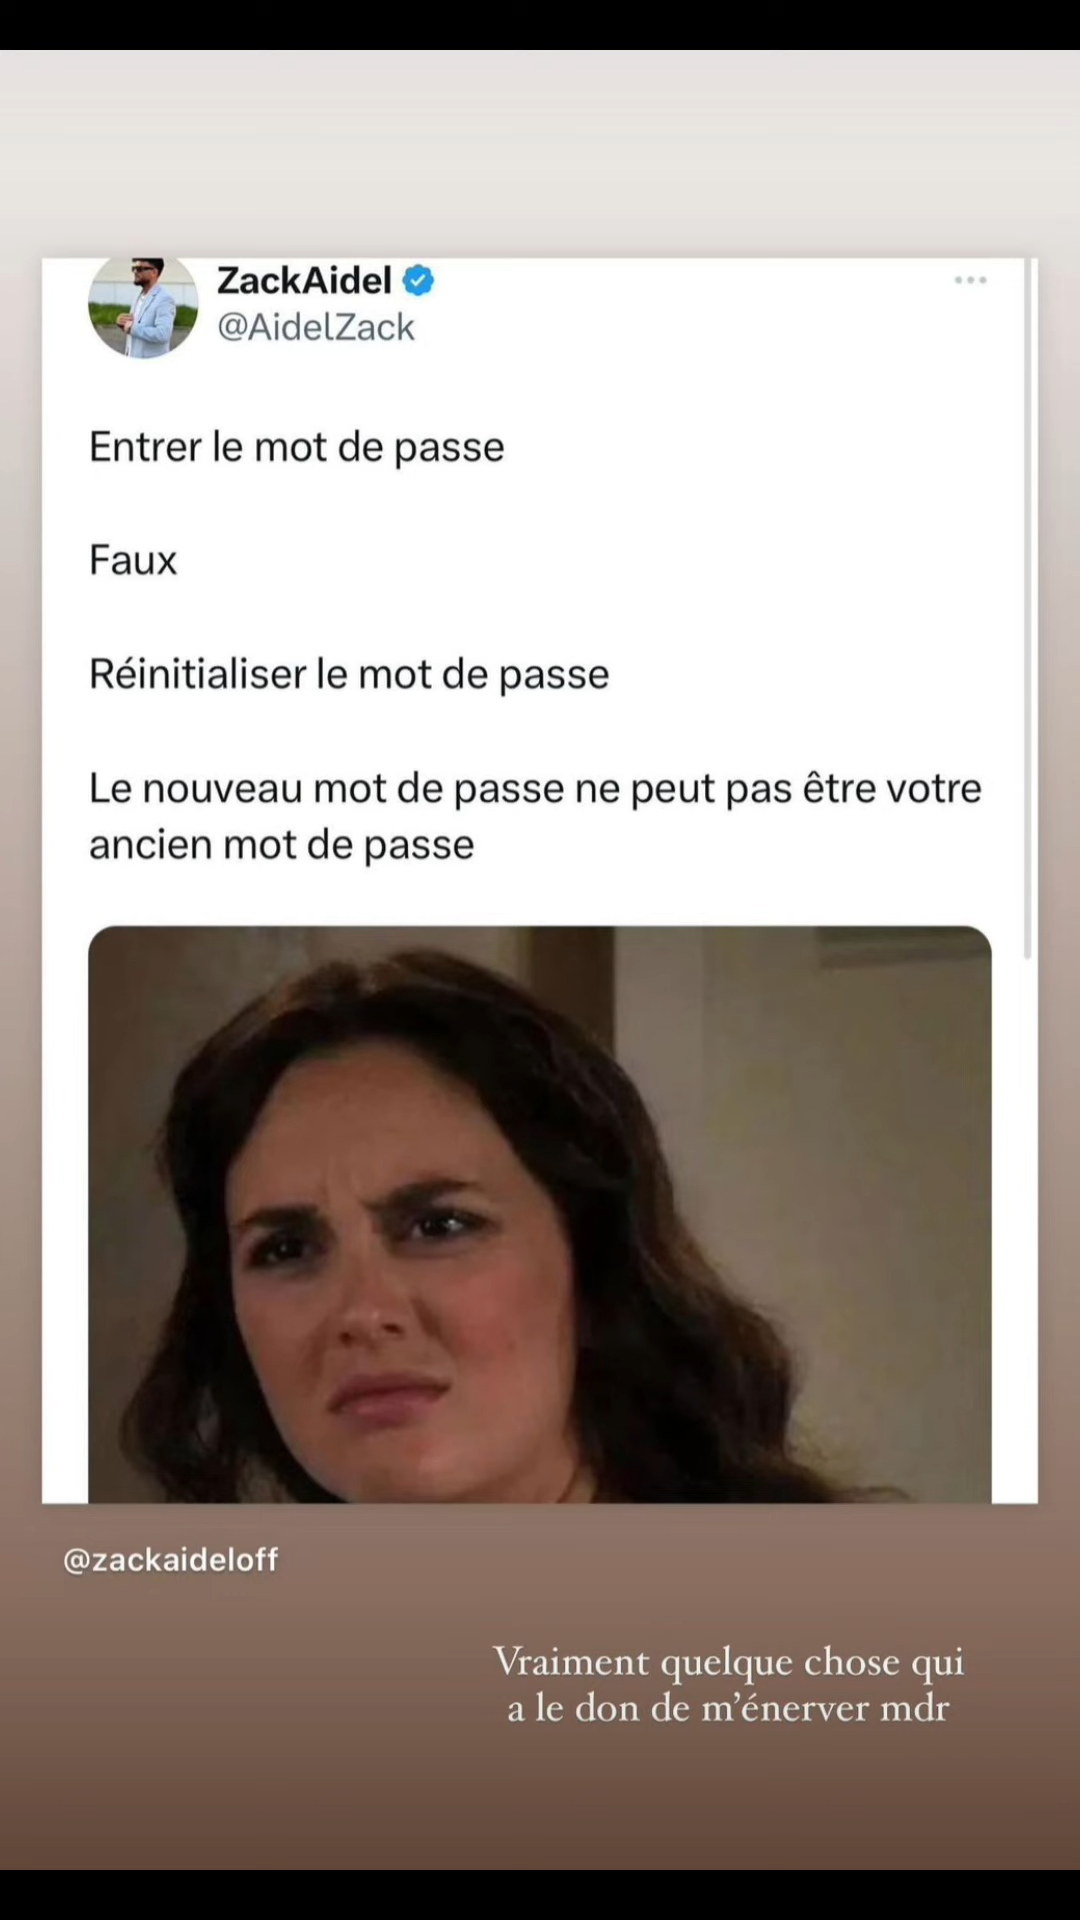 ZackAidel
@AidelZack
Entrer le mot de passe
Faux
Réinitialiser le mot de passe
Le nouveau mot de passe ne peut pas être votre
ancien mot de passe
@zackaideloff
Vraiment quelque chose qui
a le don de m’énerver mdr